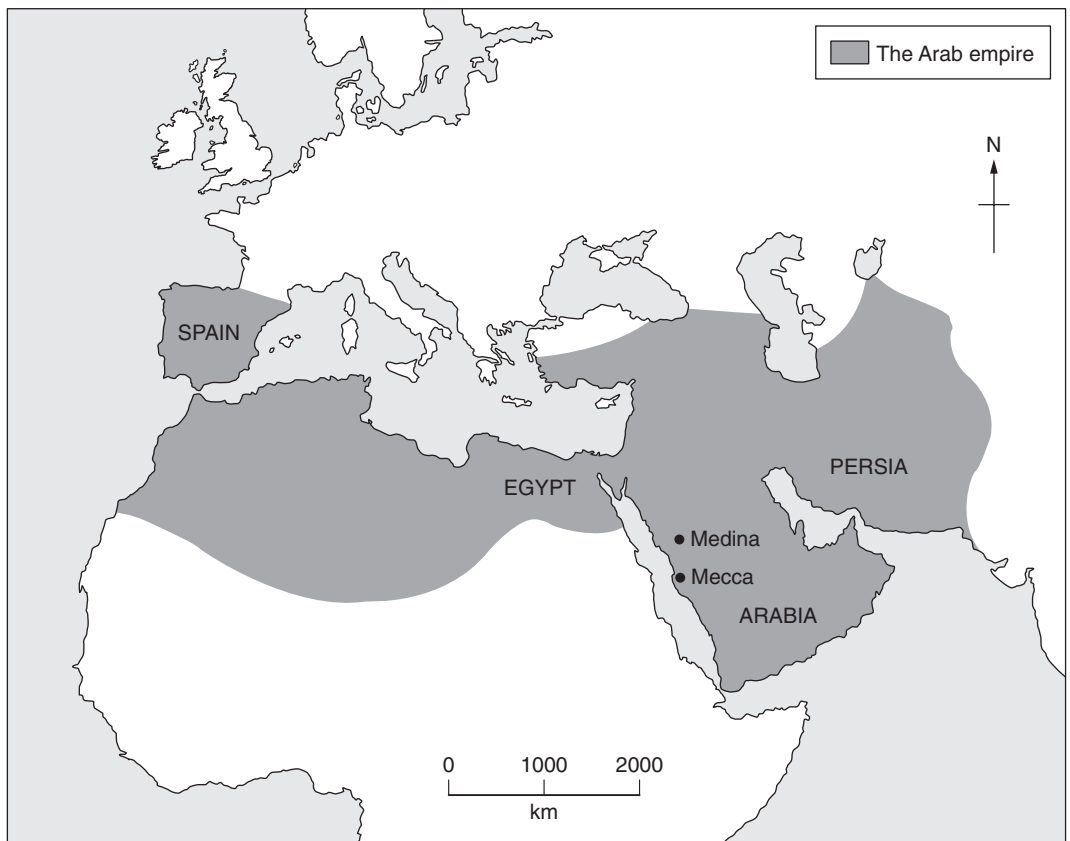 The Arab empire
N
SPAIN
PERSIA
EGYPT
Medina
Mecca
ARABIA
0 1000 2000
km